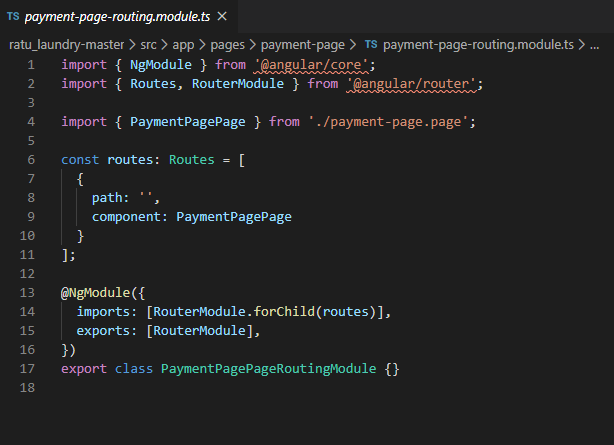 TS payment-page-routing.module.ts ×
ratu_laundry-master > src > app > pages > payment-page > TS payment-page-routing.module.ts > ...
1 import { NgModule } from '@angular/core';
2 import { Routes, RouterModule } from '@angular/router';
3
4 import { PaymentPagePage } from './payment-page.page';
5
6 const routes: Routes = [
7   {
8     path: '',
9     component: PaymentPagePage
10   }
11 ];
12
13 @NgModule({
14   imports: [RouterModule.forChild(routes)],
15   exports: [RouterModule],
16 })
17 export class PaymentPagePageRoutingModule {}
18